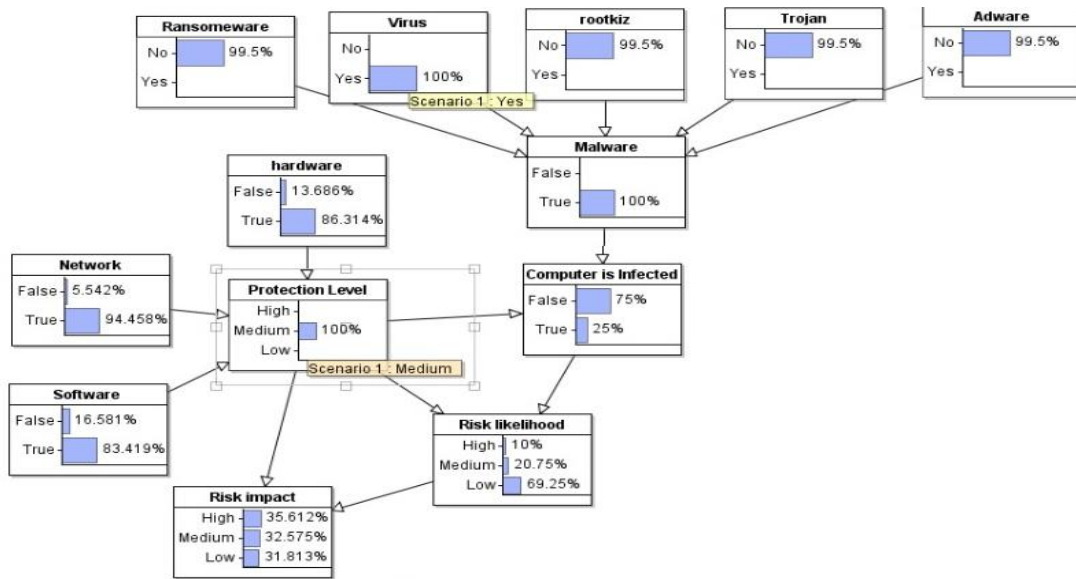 Ransomeware
No 99.5%
Yes
Virus
No
Yes 100%
Scenario 1 : Yes
rootkiz
No 99.5%
Yes
Trojan
No 99.5%
Yes
Adware
No 99.5%
Yes
Malware
False
True 100%
hardware
False 13.686%
True 86.314%
Network
False 5.542%
True 94.458%
Protection Level
High
Medium 100%
Low
Scenario 1 : Medium
Computer is Infected
False 75%
True 25%
Software
False 16.581%
True 83.419%
Risk likelihood
High 10%
Medium 20.75%
Low 69.25%
Risk impact
High 35.612%
Medium 32.575%
Low 31.813%